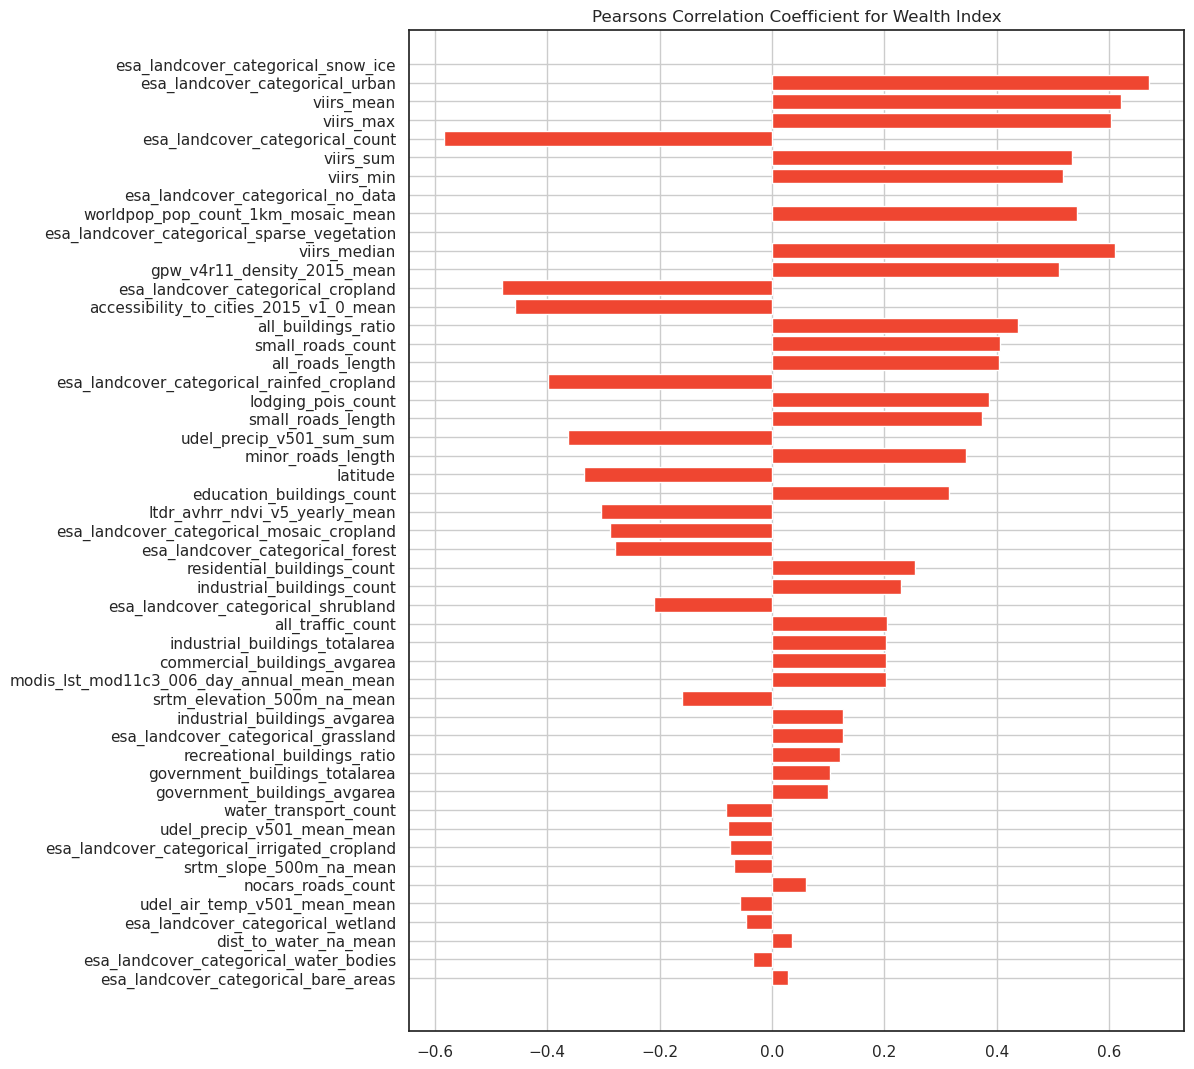 Pearsons Correlation Coefficient for Wealth Index
esa_landcover_categorical_snow_ice
esa_landcover_categorical_urban
viirs_mean
viirs_max
esa_landcover_categorical_count
viirs_sum
viirs_min
esa_landcover_categorical_no_data
worldpop_pop_count_1km_mosaic_mean
esa_landcover_categorical_sparse_vegetation
viirs_median
gpw_v4r11_density_2015_mean
esa_landcover_categorical_cropland
accessibility_to_cities_2015_v1_0_mean
all_buildings_ratio
small_roads_count
all_roads_length
esa_landcover_categorical_rainfed_cropland
lodging_pois_count
small_roads_length
udel_precip_v501_sum_sum
minor_roads_length
latitude
education_buildings_count
ltdr_avhrr_ndvi_v5_yearly_mean
esa_landcover_categorical_mosaic_cropland
esa_landcover_categorical_forest
residential_buildings_count
industrial_buildings_count
esa_landcover_categorical_shrubland
all_traffic_count
industrial_buildings_totalarea
commercial_buildings_avgarea
modis_lst_mod11c3_006_day_annual_mean_mean
srtm_elevation_500m_na_mean
industrial_buildings_avgarea
esa_landcover_categorical_grassland
recreational_buildings_ratio
government_buildings_totalarea
government_buildings_avgarea
water_transport_count
udel_precip_v501_mean_mean
esa_landcover_categorical_irrigated_cropland
srtm_slope_500m_na_mean
nocars_roads_count
udel_air_temp_v501_mean_mean
esa_landcover_categorical_wetland
dist_to_water_na_mean
esa_landcover_categorical_water_bodies
esa_landcover_categorical_bare_areas
−0.6 −0.4 −0.2 0.0 0.2 0.4 0.6